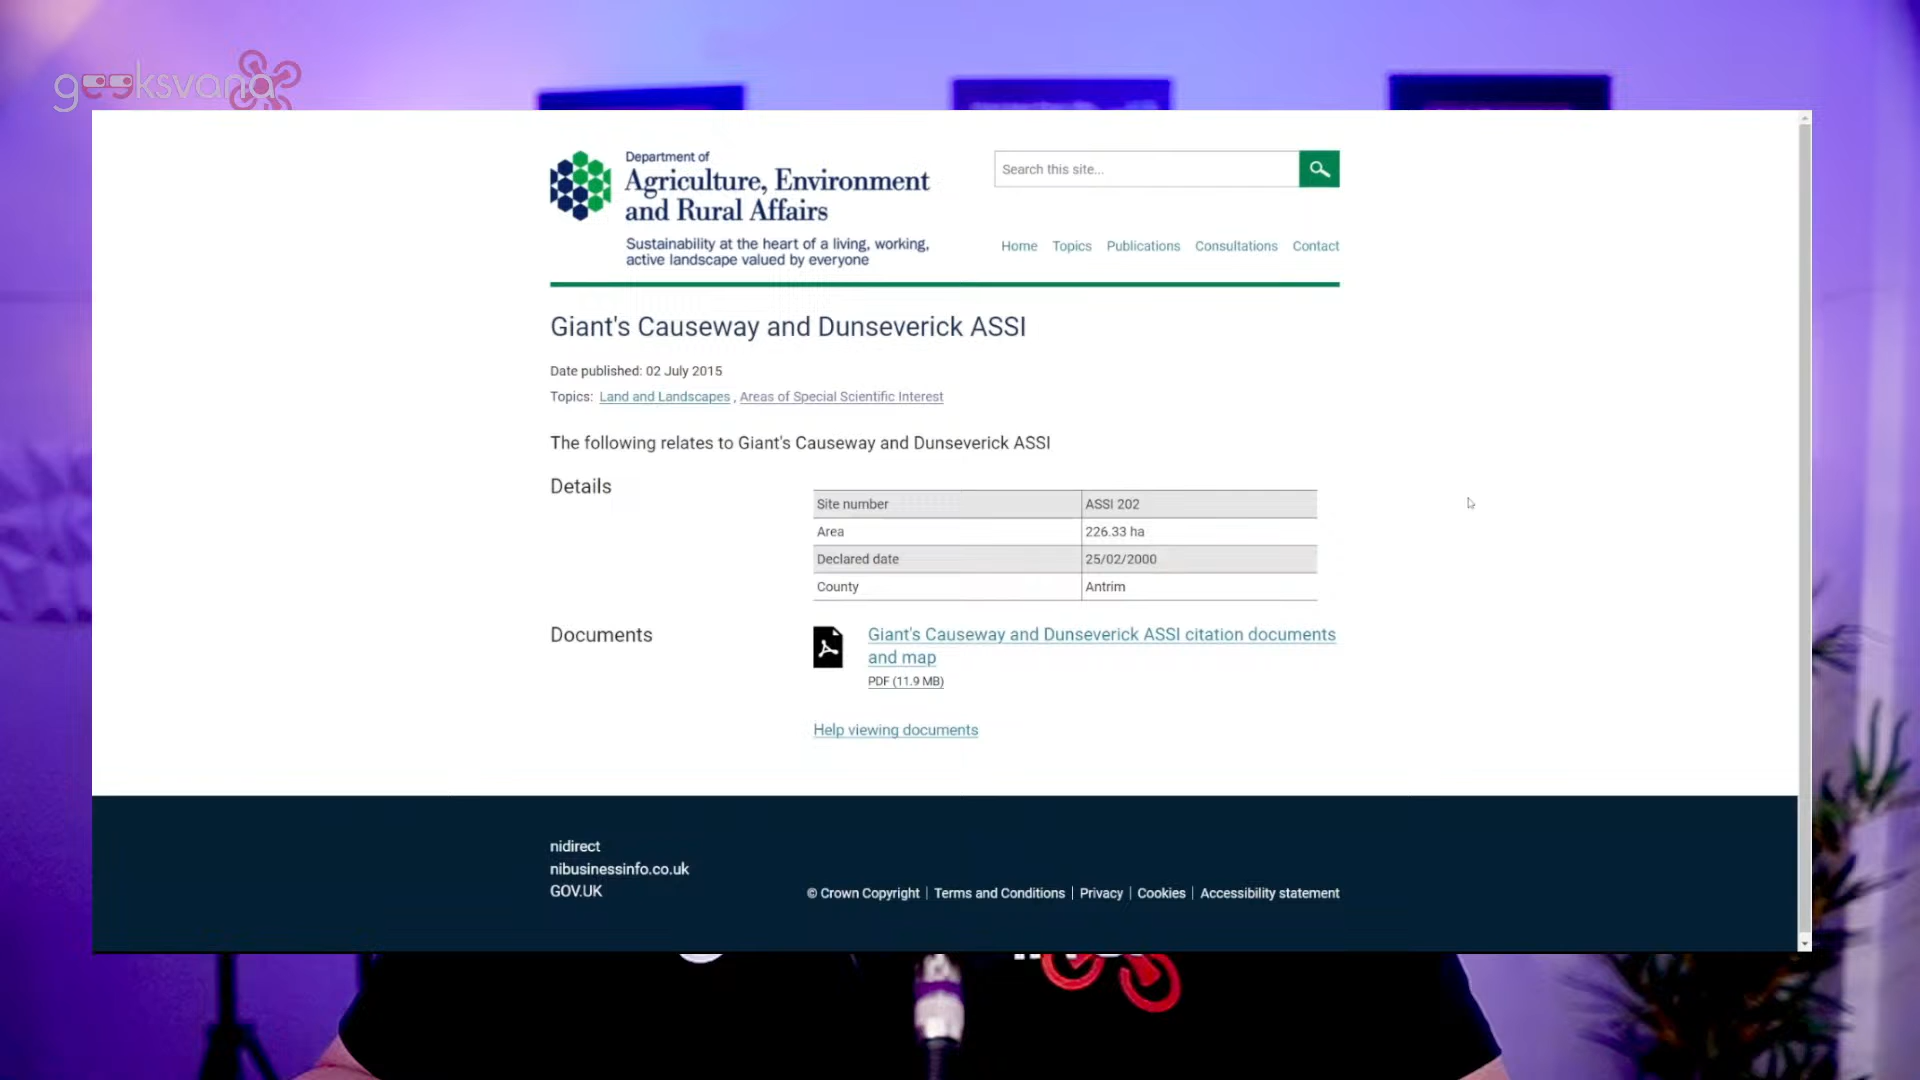 geeksvana
Department of
Agriculture, Environment
and Rural Affairs
Sustainability at the heart of a living, working,
active landscape valued by everyone
Search this site...
Home Topics Publications Consultations Contact
Giant's Causeway and Dunseverick ASSI
Date published: 02 July 2015
Topics: Land and Landscapes , Areas of Special Scientific Interest
The following relates to Giant's Causeway and Dunseverick ASSI
Details
Site number ASSI 202
Area 226.33 ha
Declared date 25/02/2000
County Antrim
Documents
Giant's Causeway and Dunseverick ASSI citation documents
and map
PDF (11.9 MB)
Help viewing documents
nidirect
nibusinessinfo.co.uk
GOV.UK
© Crown Copyright | Terms and Conditions | Privacy | Cookies | Accessibility statement